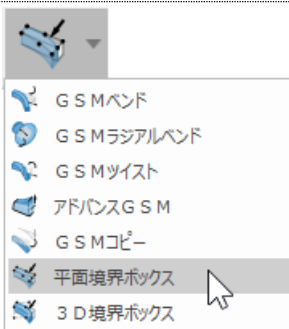 ＧＳＭベンド
ＧＳＭラジアルベンド
ＧＳＭツイスト
アドバンスＧＳＭ
ＧＳＭコピー
平面境界ボックス
３Ｄ境界ボックス